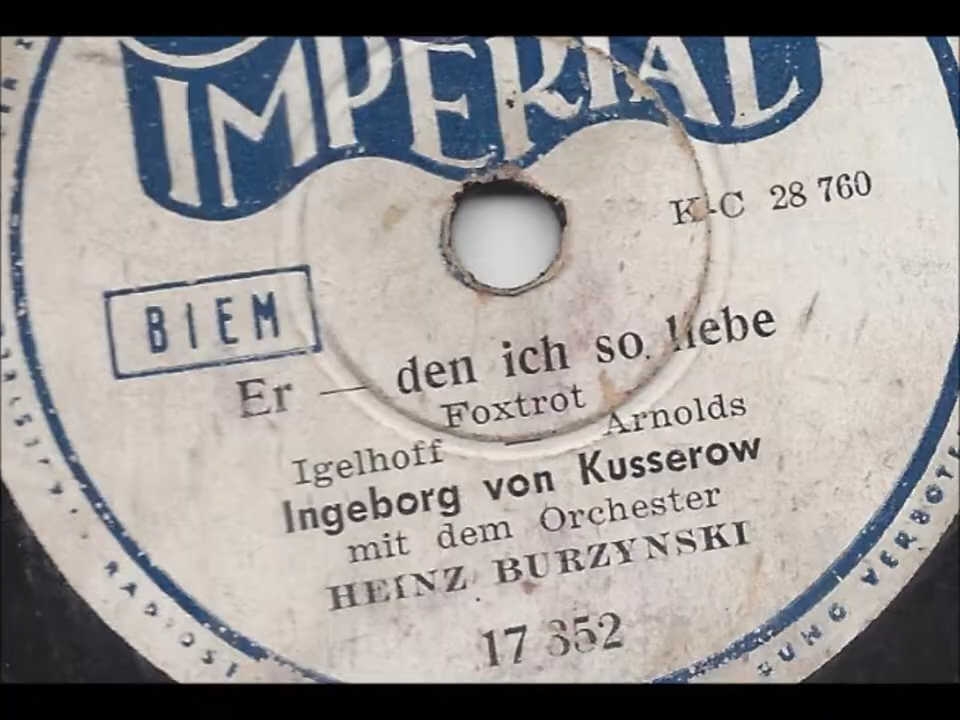 IMPERIAL
K-C 28 760
BIEM
Er — den ich so liebe
Foxtrot
Igelhoff — Arnolds
Ingeborg von Kusserow
mit dem Orchester
HEINZ BURZYNSKI
17 352